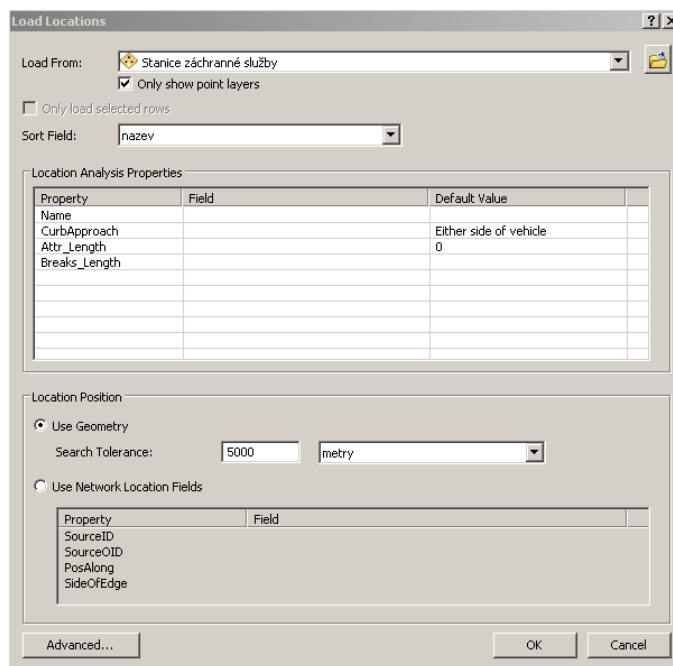 Load Locations
Load From: Stanice záchranné služby
Only show point layers
Only load selected rows
Sort Field: nazev
Location Analysis Properties
Property Field Default Value
Name
CurbApproach Either side of vehicle
Attr_Length 0
Breaks_Length
Location Position
Use Geometry
Search Tolerance: 5000 metry
Use Network Location Fields
Property Field
SourceID
SourceOID
PosAlong
SideOfEdge
Advanced... OK Cancel